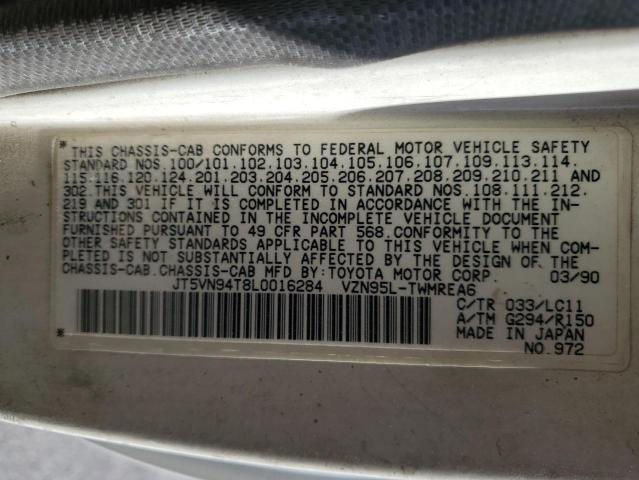 *THIS CHASSIS-CAB CONFORMS TO FEDERAL MOTOR VEHICLE SAFETY
STANDARD NOS.100/101.102.103.104.105.106.107.109.113.114.
115.116.120.124.201.203.204.205.206.207.208.209.210.211 AND
302.THIS VEHICLE WILL CONFORM TO STANDARD NOS.108.111.212.
219 AND 301 IF IT IS COMPLETED IN ACCORDANCE WITH THE IN-
STRUCTIONS CONTAINED IN THE INCOMPLETE VEHICLE DOCUMENT
FURNISHED PURSUANT TO 49 CFR PART 568.CONFORMITY TO THE
OTHER SAFETY STANDARDS APPLICABLE TO THIS VEHICLE WHEN COM-
PLETED IS NOT SUBSTANTIALLY AFFECTED BY THE DESIGN OF THE
CHASSIS-CAB.CHASSIS-CAB MFD.BY:TOYOTA MOTOR CORP 03/90
JT5VN94T8L0016284 VZN95L-TWMREA6
C/TR 033/LC11
* A/TM G294/R150
MADE IN JAPAN
NO.972